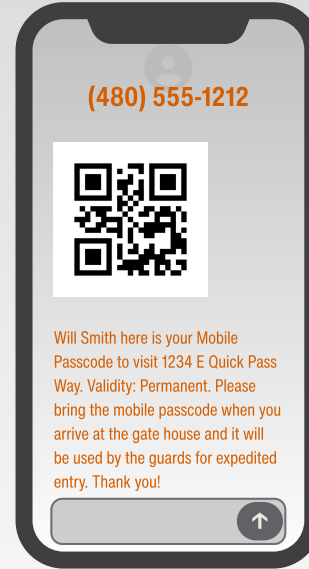 (480) 555-1212
Will Smith here is your Mobile
Passcode to visit 1234 E Quick Pass
Way. Validity: Permanent. Please
bring the mobile passcode when you
arrive at the gate house and it will
be used by the guards for expedited
entry. Thank you!